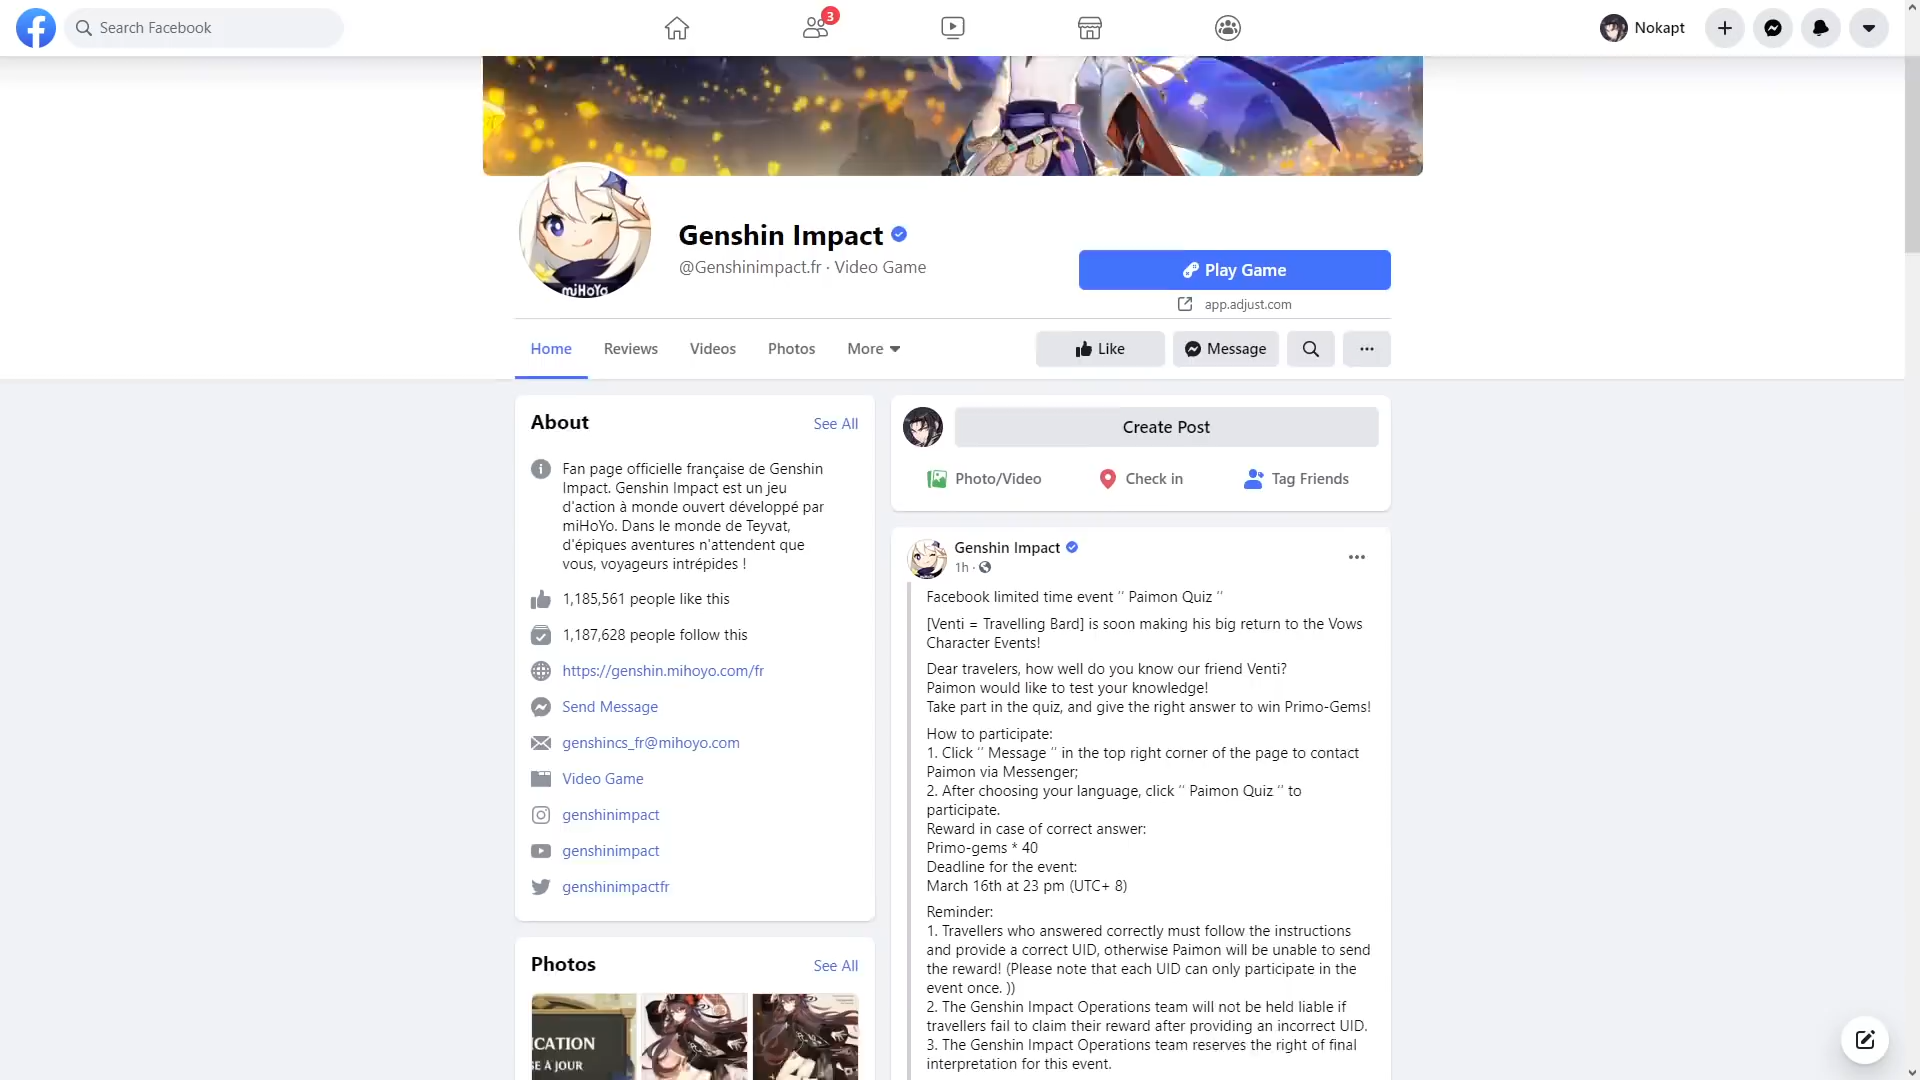 Search Facebook
3
Nokapt
miHoYo
Genshin Impact
@Genshinimpact.fr · Video Game
Play Game
app.adjust.com
Home
Reviews
Videos
Photos
More
Like
Message
About
See All
Fan page officielle française de Genshin
Impact. Genshin Impact est un jeu
d'action à monde ouvert développé par
miHoYo. Dans le monde de Teyvat,
d'épiques aventures n'attendent que
vous, voyageurs intrépides !
1,185,561 people like this
1,187,628 people follow this
https://genshin.mihoyo.com/fr
Send Message
genshincs_fr@mihoyo.com
Video Game
genshinimpact
genshinimpact
genshinimpactfr
Photos
See All
ICATION
SE À JOUR
Create Post
Photo/Video
Check in
Tag Friends
Genshin Impact
1h ·
Facebook limited time event '' Paimon Quiz ''
[Venti = Travelling Bard] is soon making his big return to the Vows
Character Events!
Dear travelers, how well do you know our friend Venti?
Paimon would like to test your knowledge!
Take part in the quiz, and give the right answer to win Primo-Gems!
How to participate:
1. Click '' Message '' in the top right corner of the page to contact
Paimon via Messenger;
2. After choosing your language, click '' Paimon Quiz '' to
participate.
Reward in case of correct answer:
Primo-gems * 40
Deadline for the event:
March 16th at 23 pm (UTC+ 8)
Reminder:
1. Travellers who answered correctly must follow the instructions
and provide a correct UID, otherwise Paimon will be unable to send
the reward! (Please note that each UID can only participate in the
event once. ))
2. The Genshin Impact Operations team will not be held liable if
travellers fail to claim their reward after providing an incorrect UID.
3. The Genshin Impact Operations team reserves the right of final
interpretation for this event.